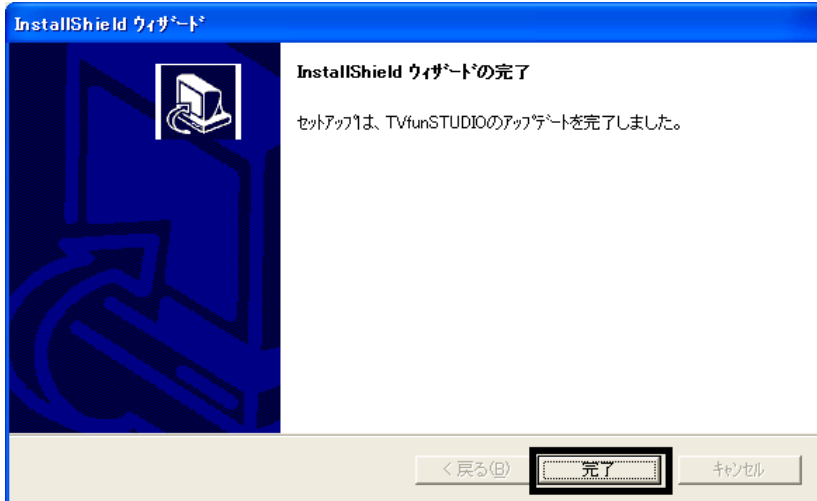 InstallShield ウィザード
InstallShield ウィザードの完了
セットアップは、TVfunSTUDIOのアップデートを完了しました。
< 戻る(B)
完了
キャンセル